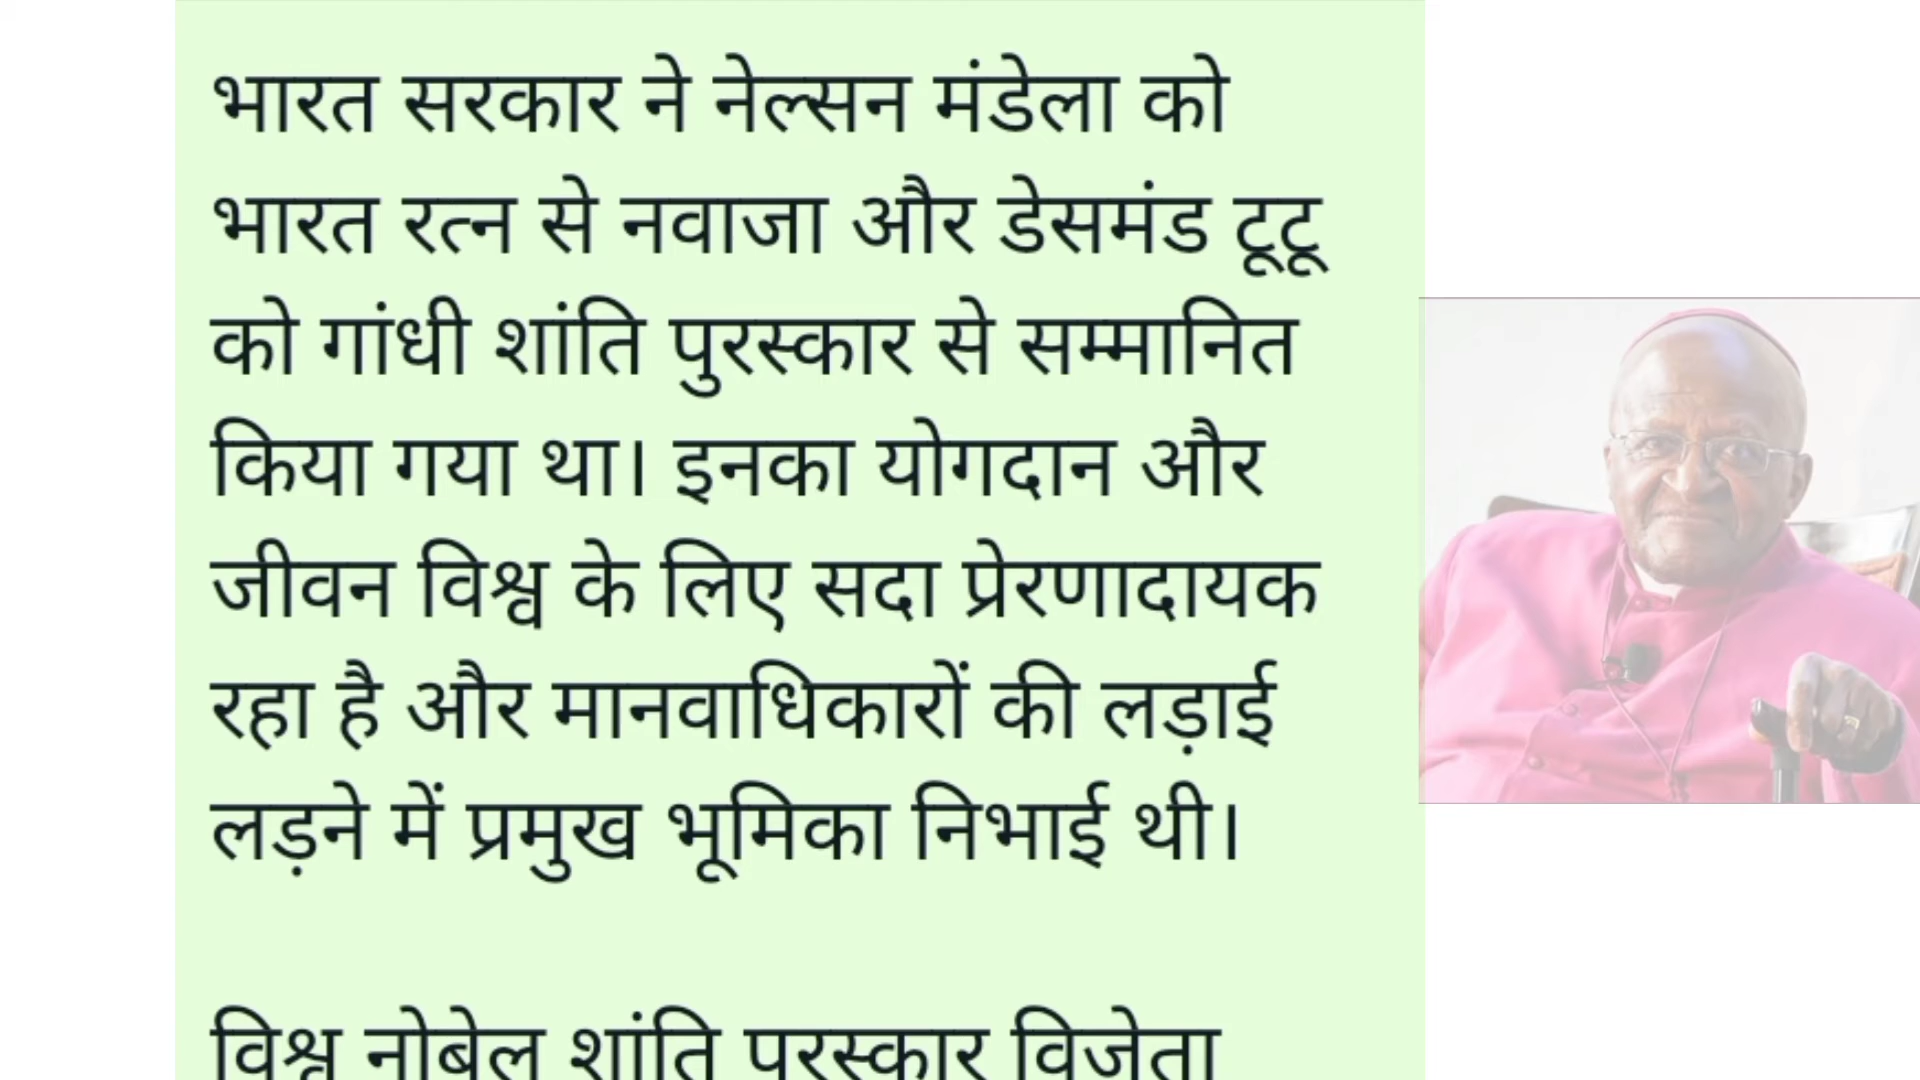 भारत सरकार ने नेल्सन मंडेला को
भारत रत्न से नवाजा और डेसमंड टूटू
को गांधी शांति पुरस्कार से सम्मानित
किया गया था। इनका योगदान और
जीवन विश्व के लिए सदा प्रेरणादायक
रहा है और मानवाधिकारों की लड़ाई
लड़ने में प्रमुख भूमिका निभाई थी।
विश्व नोबेल शांति पुरस्कार विजेता